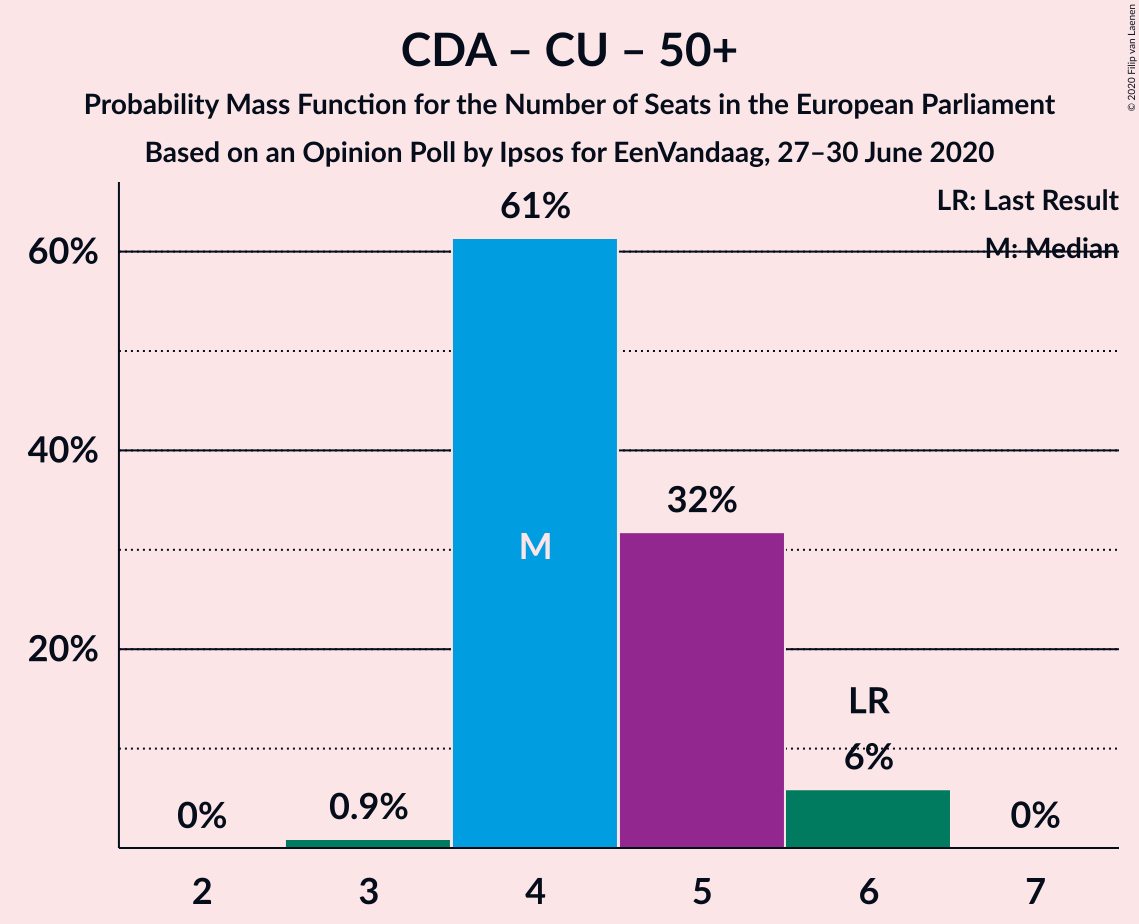 CDA – CU – 50+
Probability Mass Function for the Number of Seats in the European Parliament
Based on an Opinion Poll by Ipsos for EenVandaag, 27–30 June 2020
© 2020 Filip van Laenen
LR: Last Result
M: Median
60%
40%
20%
61%
M
32%
LR
6%
0%
0.9%
0%
2 3 4 5 6 7